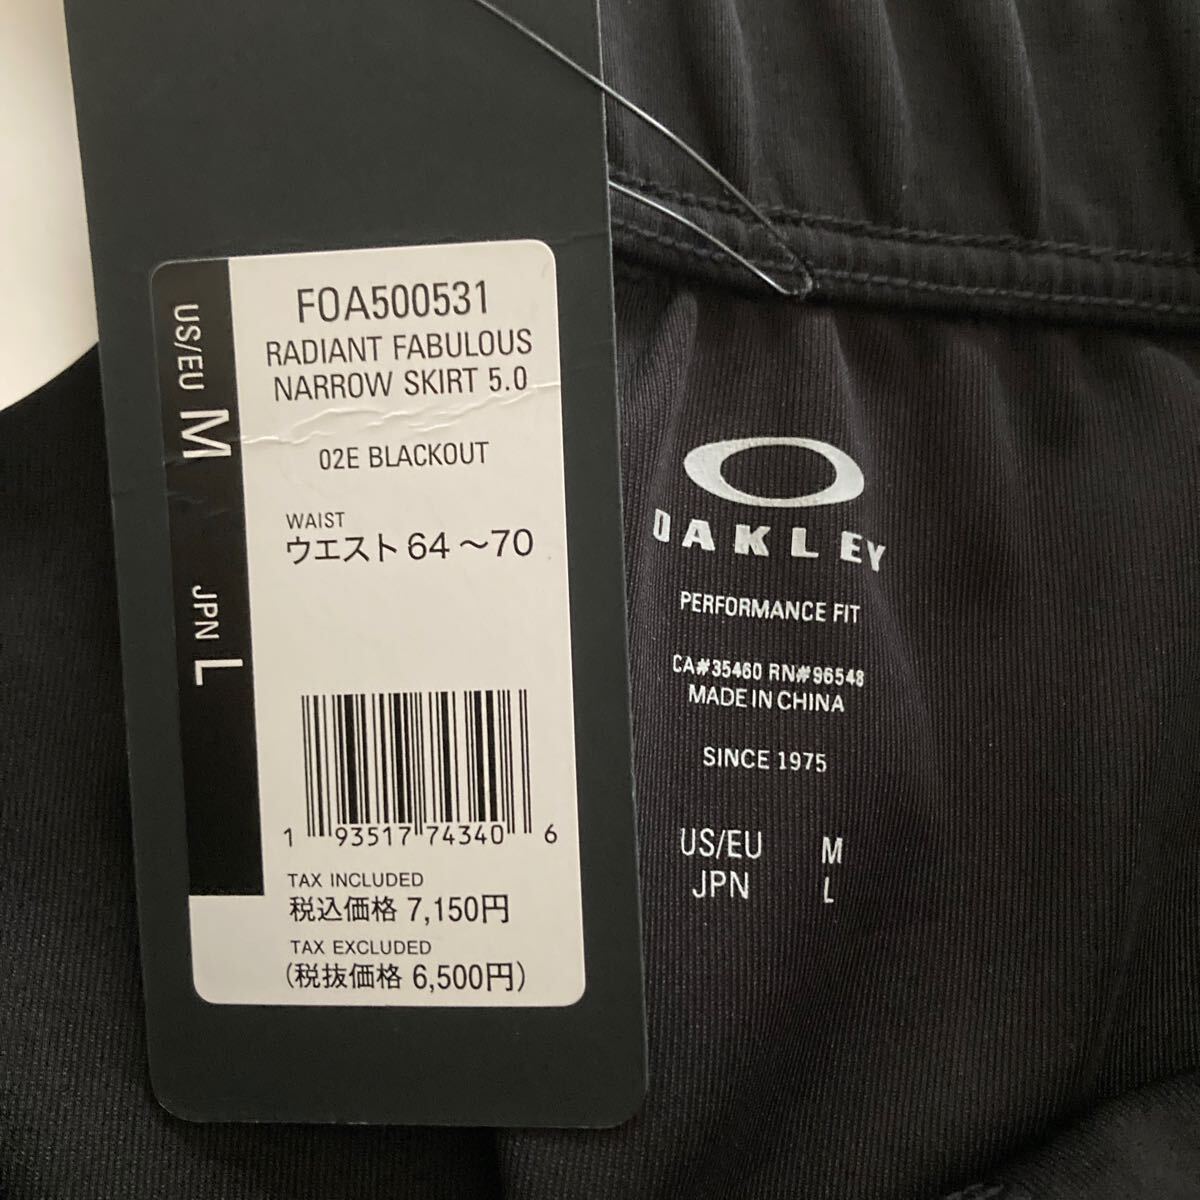 US/EU M
JPN L
FOA500531
RADIANT FABULOUS
NARROW SKIRT 5.0
02E BLACKOUT
WAIST
ウエスト 64～70
1 93517 74340 6
TAX INCLUDED
税込価格 7,150円
TAX EXCLUDED
(税抜価格 6,500円)
OAKLEY
PERFORMANCE FIT
CA#35460 RN#96548
MADE IN CHINA
SINCE 1975
US/EU M
JPN L